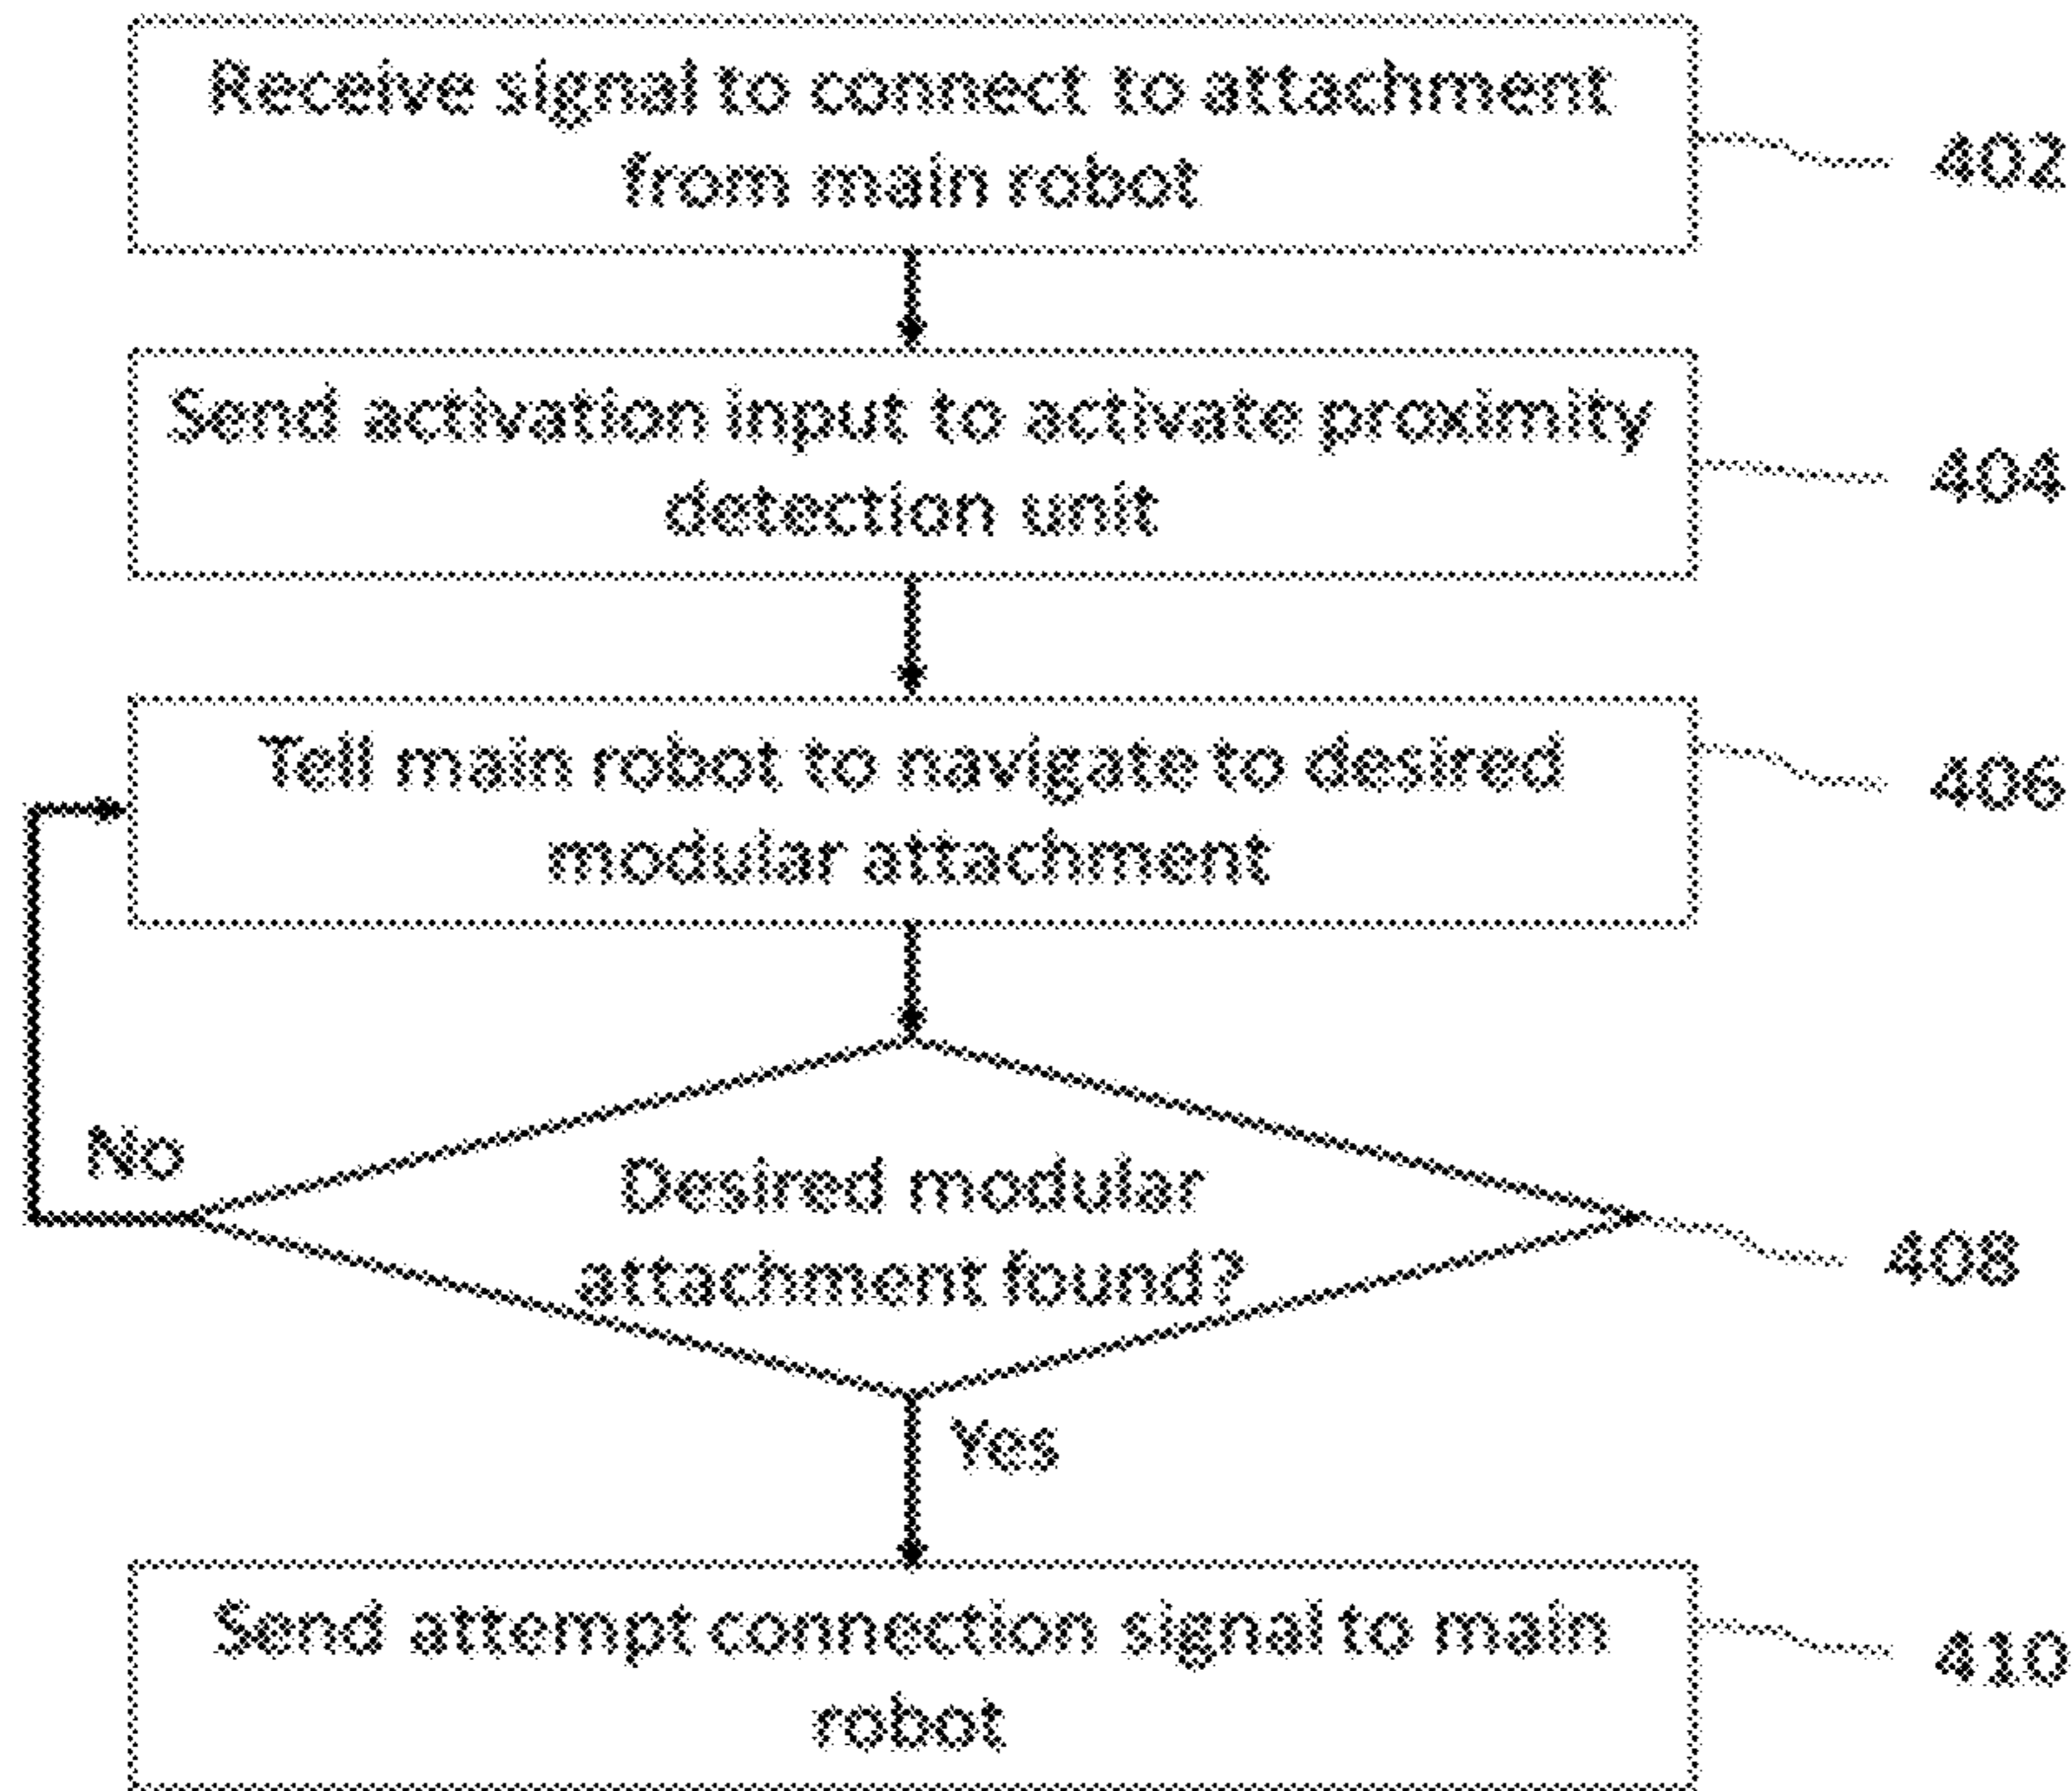 Receive signal to connect to attachment
from main robot
402
Send activation input to activate proximity
detection unit
404
Tell main robot to navigate to desired
modular attachment
406
No
Desired modular
attachment found?
408
Yes
Send attempt connection signal to main
robot
410